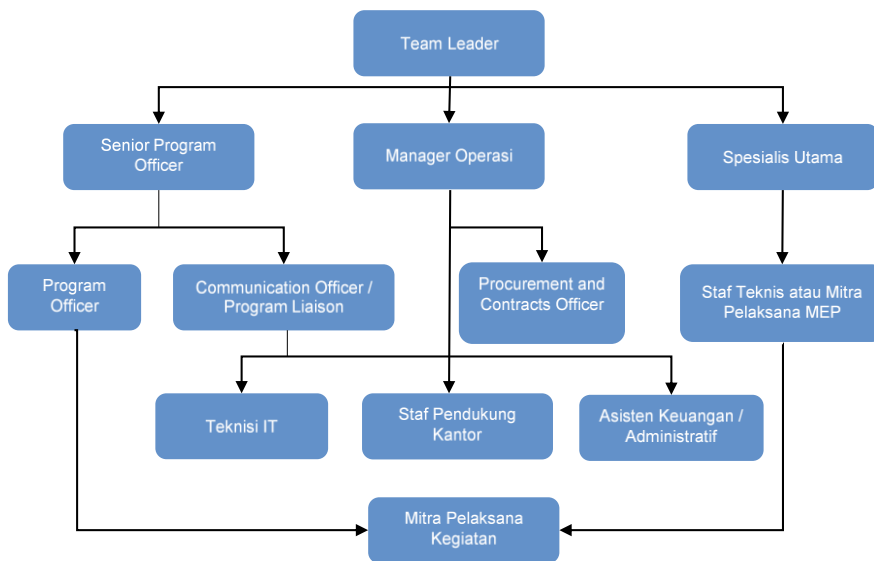 Team Leader
Senior Program
Officer
Manager Operasi
Spesialis Utama
Program
Officer
Communication Officer /
Program Liaison
Procurement and
Contracts Officer
Staf Teknis atau Mitra
Pelaksana MEP
Teknisi IT
Staf Pendukung
Kantor
Asisten Keuangan /
Administratif
Mitra Pelaksana
Kegiatan